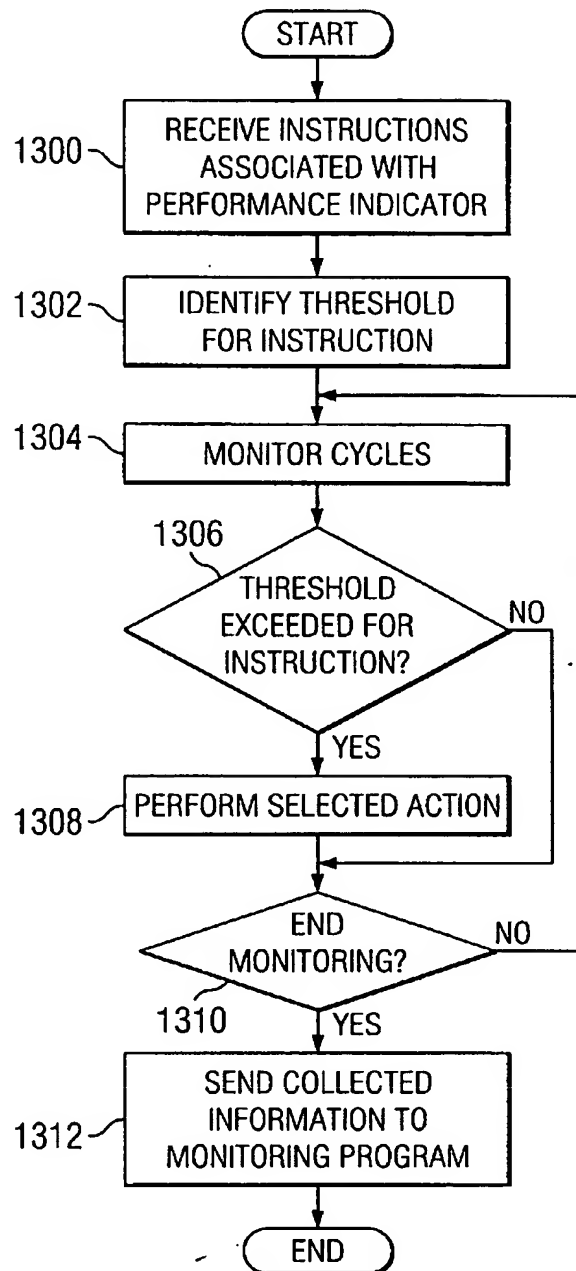 START
1300
RECEIVE INSTRUCTIONS
ASSOCIATED WITH
PERFORMANCE INDICATOR
1302
IDENTIFY THRESHOLD
FOR INSTRUCTION
1304
MONITOR CYCLES
1306
THRESHOLD
EXCEEDED FOR
INSTRUCTION?
NO
YES
1308
PERFORM SELECTED ACTION
END
MONITORING?
NO
1310
YES
1312
SEND COLLECTED
INFORMATION TO
MONITORING PROGRAM
END